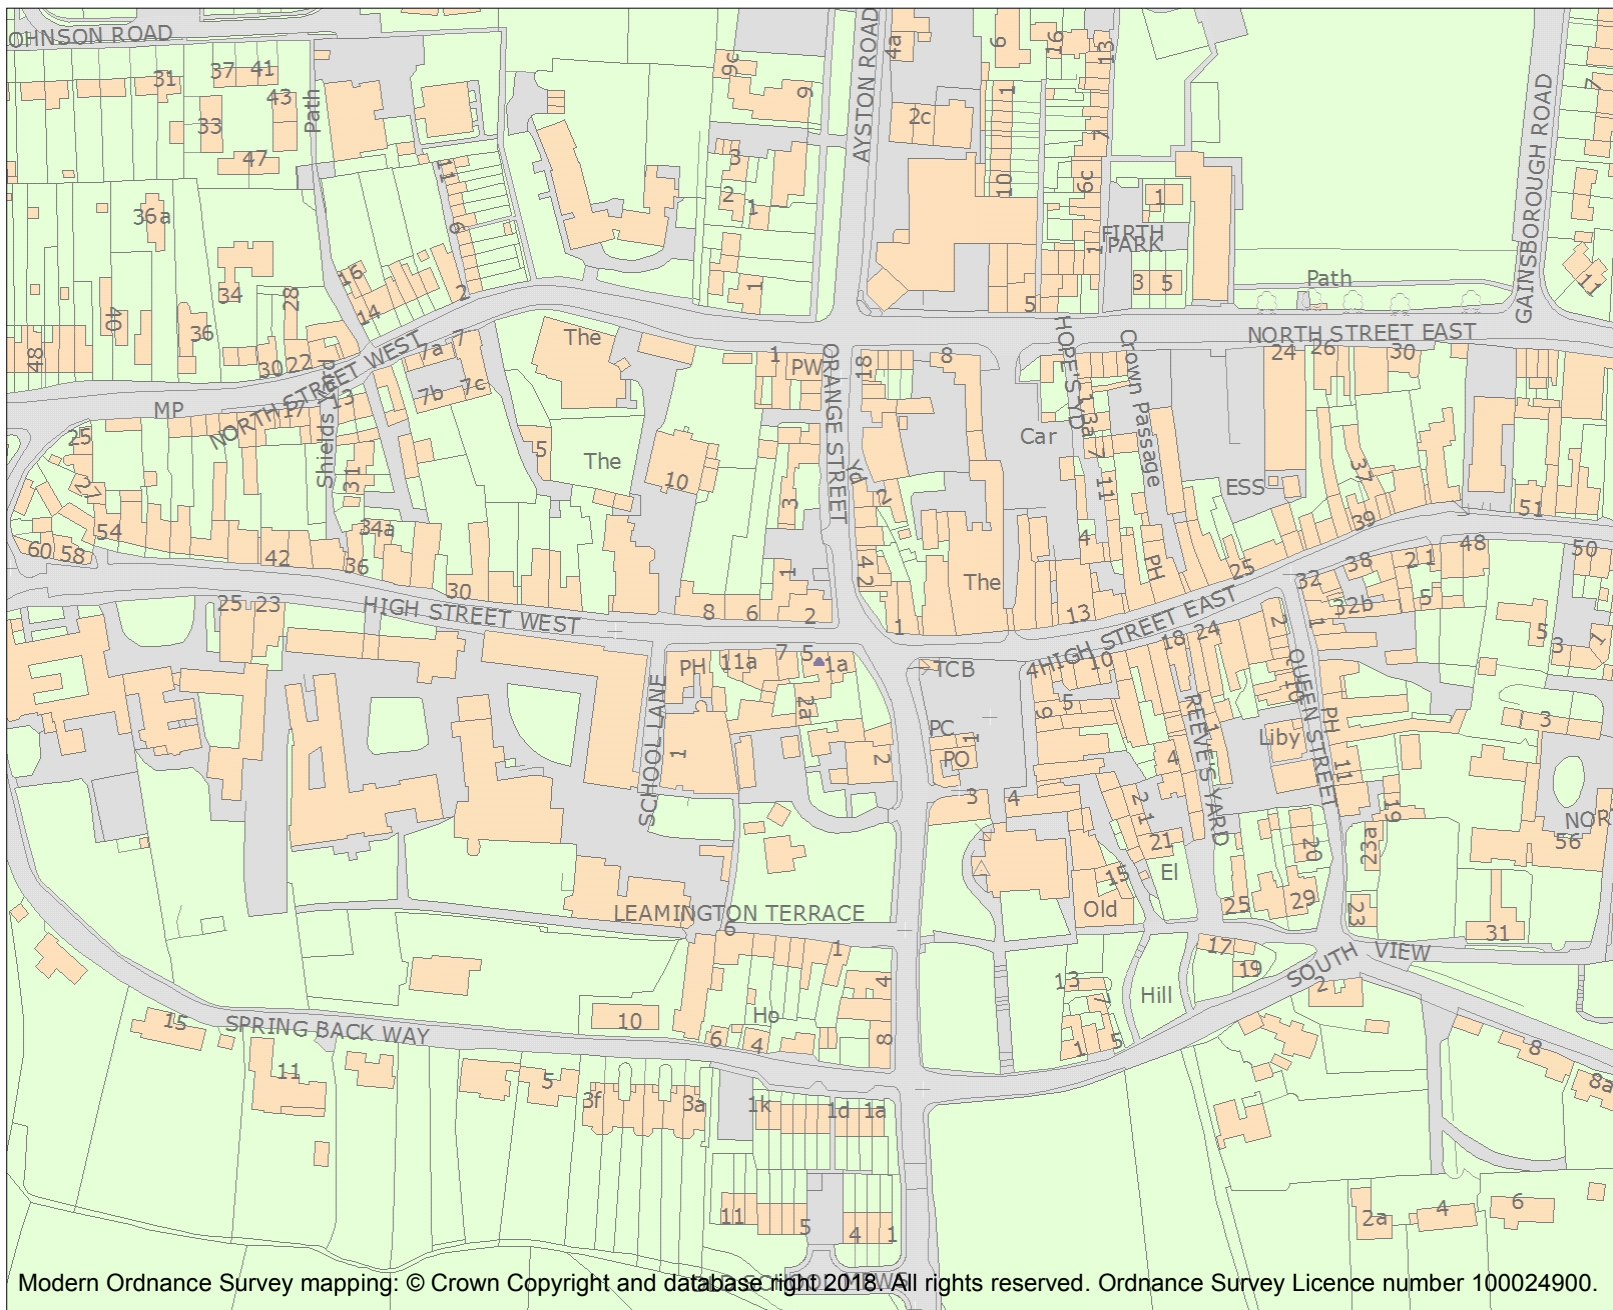 OHNSON ROAD
31
37
41
43
33
47
Path
36a
34
36
40
48
28
30
22
16
14
11
9
2
9c
9
3
2
1
1
AYSTON ROAD
4a
2c
6
16
13
1
7
10
6c
1
FIRTH
PARK
1
3
5
5
Path
GAINSBOROUGH ROAD
7
11
NORTH STREET EAST
24
26
30
NORTH STREET WEST
MP
17
13
Shields Yard
7a
7
7b
7c
The
5
The
10
1
PW
ORANGE STREET
18
8
HOPE'S YD
Crown Passage
Car
13a
7
11
4
PH
ESS
37
39
51
25
27
31
34a
54
60
58
42
36
30
3
1
Yd
2
4
2
The
13
25
1
8
6
2
HIGH STREET WEST
HIGH STREET EAST
25
23
32
38
2
1
48
50
32b
5
5
3
1
SCHOOL LANE
PH
11a
7
5
1a
2a
1
2
TCB
PC
1
PO
3
4
4
10
18
24
5
9
REEVE'S YARD
1
4
2
1
21
15
El
Old
QUEEN STREET
2
1
10
PH
Liby
11
19
20
23a
25
29
23
3
NOR
56
31
LEAMINGTON TERRACE
6
1
4
8
Ho
6
4
10
17
19
SOUTH VIEW
2
13
7
Hill
1
5
8
8a
SPRING BACK WAY
15
11
5
3f
3a
1k
1d
1a
11
5
4
1
2a
4
6
OLD SCHOOL MEWS
Modern Ordnance Survey mapping: © Crown Copyright and database right 2018. All rights reserved. Ordnance Survey Licence number 100024900.